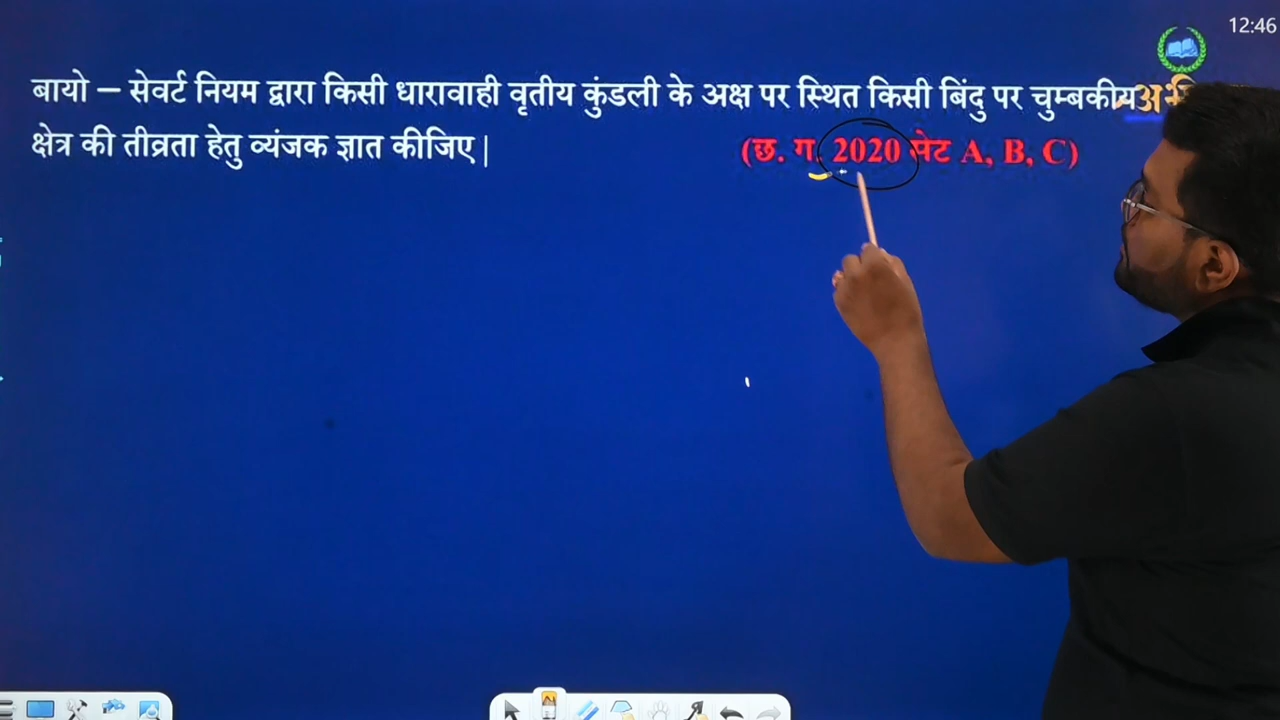 12:46
बायो – सेवर्ट नियम द्वारा किसी धारावाही वृतीय कुंडली के अक्ष पर स्थित किसी बिंदु पर चुम्बकीय
क्षेत्र की तीव्रता हेतु व्यंजक ज्ञात कीजिए |
(छ. ग. 2020 सेट A, B, C)